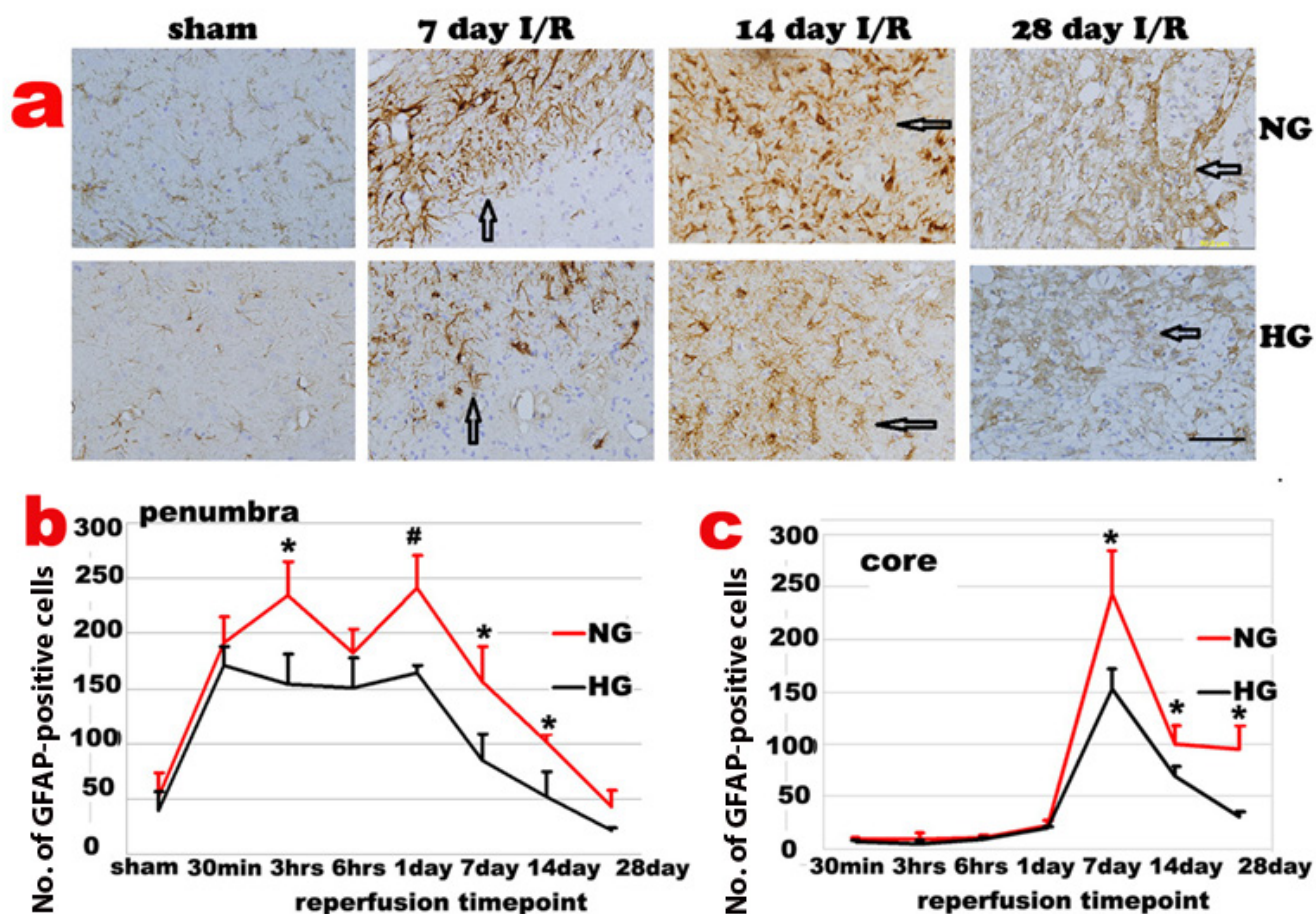 sham 7 day I/R 14 day I/R 28 day I/R
a
NG
HG
b
penumbra
No. of GFAP-positive cells
300
250
200
150
100
50
0
*
#
*
*
NG
HG
sham 30min 3hrs 6hrs 1day 7day 14day 28day
reperfusion timepoint
c
core
No. of GFAP-positive cells
300
250
200
150
100
50
0
*
*
*
NG
HG
30min 3hrs 6hrs 1day 7day 14day 28day
reperfusion timepoint